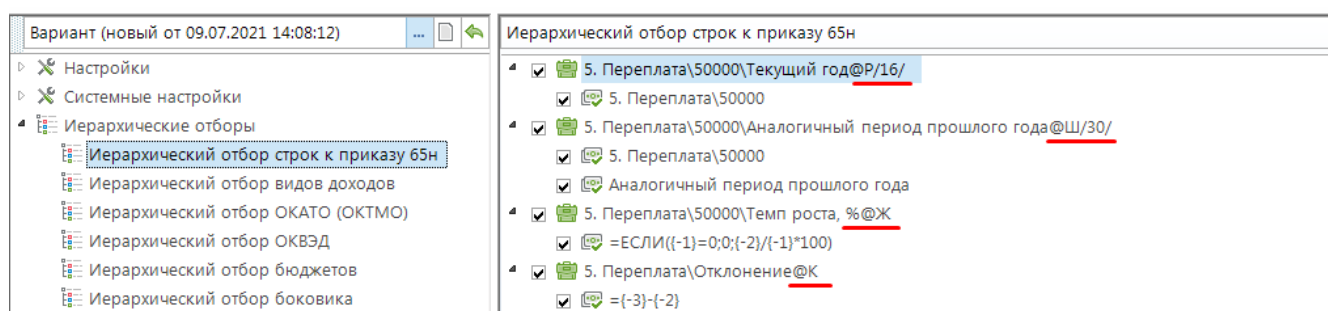 Вариант (новый от 09.07.2021 14:08:12)
...
Настройки
Системные настройки
Иерархические отборы
Иерархический отбор строк к приказу 65н
Иерархический отбор видов доходов
Иерархический отбор ОКАТО (ОКТМО)
Иерархический отбор ОКВЭД
Иерархический отбор бюджетов
Иерархический отбор боковика
Иерархический отбор строк к приказу 65н
5. Переплата\50000\Текущий год@Р/16/
5. Переплата\50000
5. Переплата\50000\Аналогичный период прошлого года@Ш/30/
5. Переплата\50000
Аналогичный период прошлого года
5. Переплата\50000\Темп роста, %@Ж
=ЕСЛИ({-1}=0;0;{-2}/{-1}*100)
5. Переплата\Отклонение@К
={-3}-{-2}